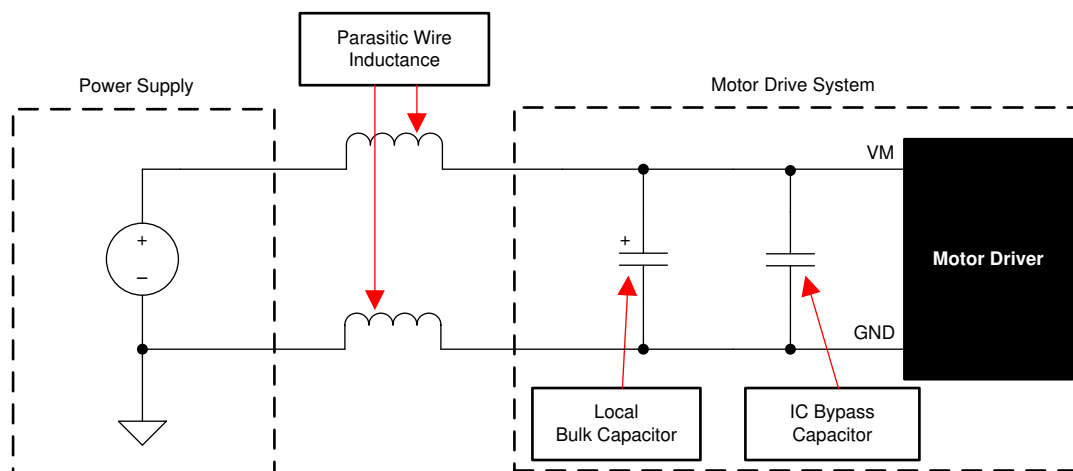 Parasitic Wire
Inductance
Power Supply
Motor Drive System
VM
+
–
+
Motor Driver
GND
Local
Bulk Capacitor
IC Bypass
Capacitor